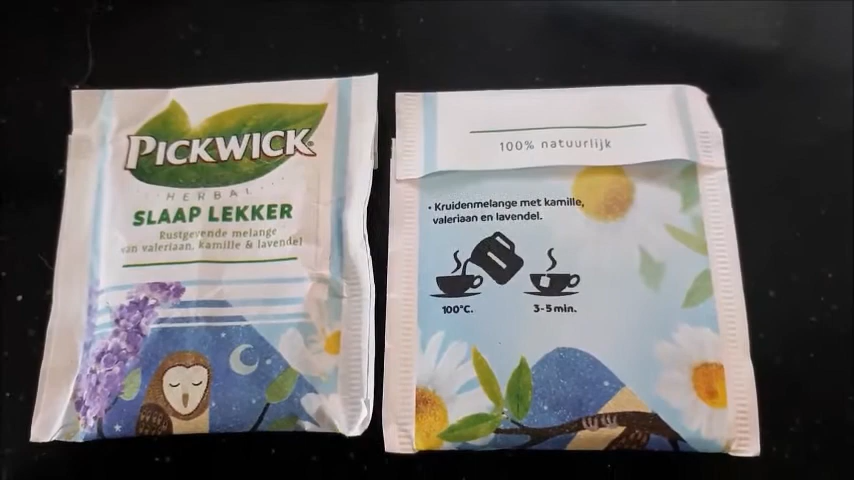 PICKWICK
HERBAL
SLAAP LEKKER
Rustgevende melange
van valeriaan, kamille & lavendel
100% natuurlijk
• Kruidenmelange met kamille,
valeriaan en lavendel.
100°C.
3-5 min.